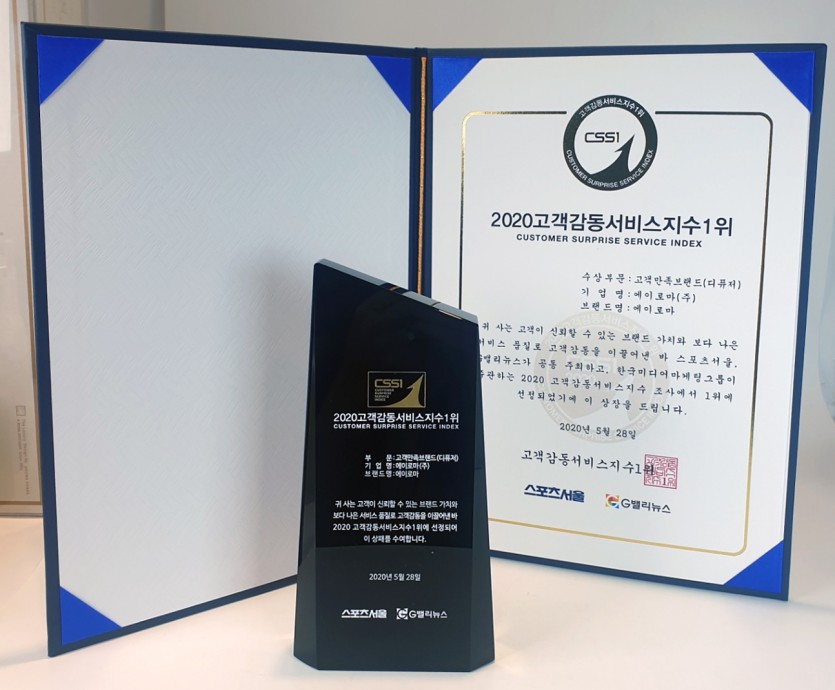 고객감동서비스지수1위
CSS1
CUSTOMER SURPRISE SERVICE INDEX
2020고객감동서비스지수1위
CUSTOMER SURPRISE SERVICE INDEX
수상부문:고객만족브랜드(디퓨저)
기 업 명:에이로마(주)
브랜드명:에이로마
귀 사는 고객이 신뢰할 수 있는 브랜드 가치와 보다 나은
서비스 품질로 고객감동을 이끌어낸 바 스포츠서울,
G밸리뉴스가 공동 주최하고, 한국미디어마케팅그룹이
주관하는 2020 고객감동서비스지수 조사에서 1위에
선정되었기에 이 상장을 드립니다.
2020년 5월 28일
고객감동서비스지수1위
스포츠서울 G밸리뉴스
CSS1
CUSTOMER
SURPRISE
SERVICE
INDEX
2020고객감동서비스지수1위
CUSTOMER SURPRISE SERVICE INDEX
부 문:고객만족브랜드(디퓨저)
기 업 명:에이로마(주)
브랜드명:에이로마
귀 사는 고객이 신뢰할 수 있는 브랜드 가치와
보다 나은 서비스 품질로 고객감동을 이끌어낸 바
2020 고객감동서비스지수1위에 선정되어
이 상패를 수여합니다.
2020년 5월 28일
스포츠서울 G밸리뉴스